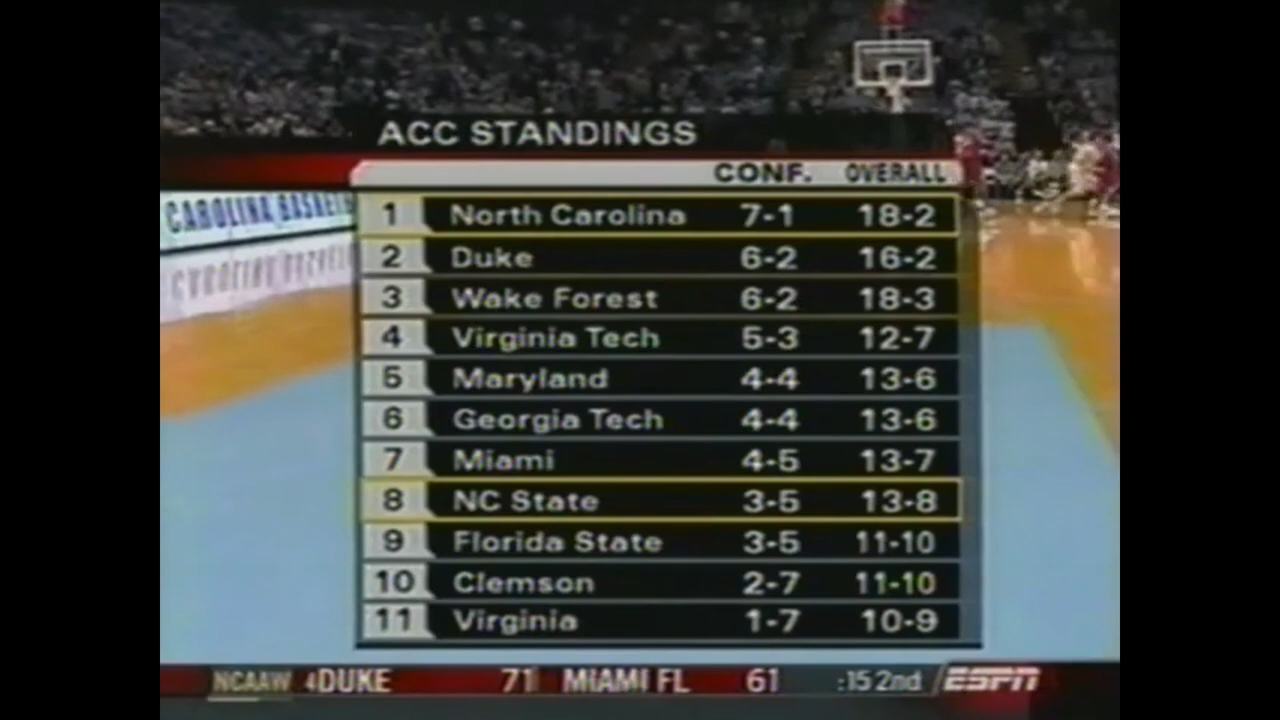 ACC STANDINGS
CONF. OVERALL
1 North Carolina 7-1 18-2
2 Duke 6-2 16-2
3 Wake Forest 6-2 18-3
4 Virginia Tech 5-3 12-7
5 Maryland 4-4 13-6
6 Georgia Tech 4-4 13-6
7 Miami 4-5 13-7
8 NC State 3-5 13-8
9 Florida State 3-5 11-10
10 Clemson 2-7 11-10
11 Virginia 1-7 10-9
CAROLINA
NCAAW 4DUKE 71 MIAMI FL 61 :15 2nd ESPN